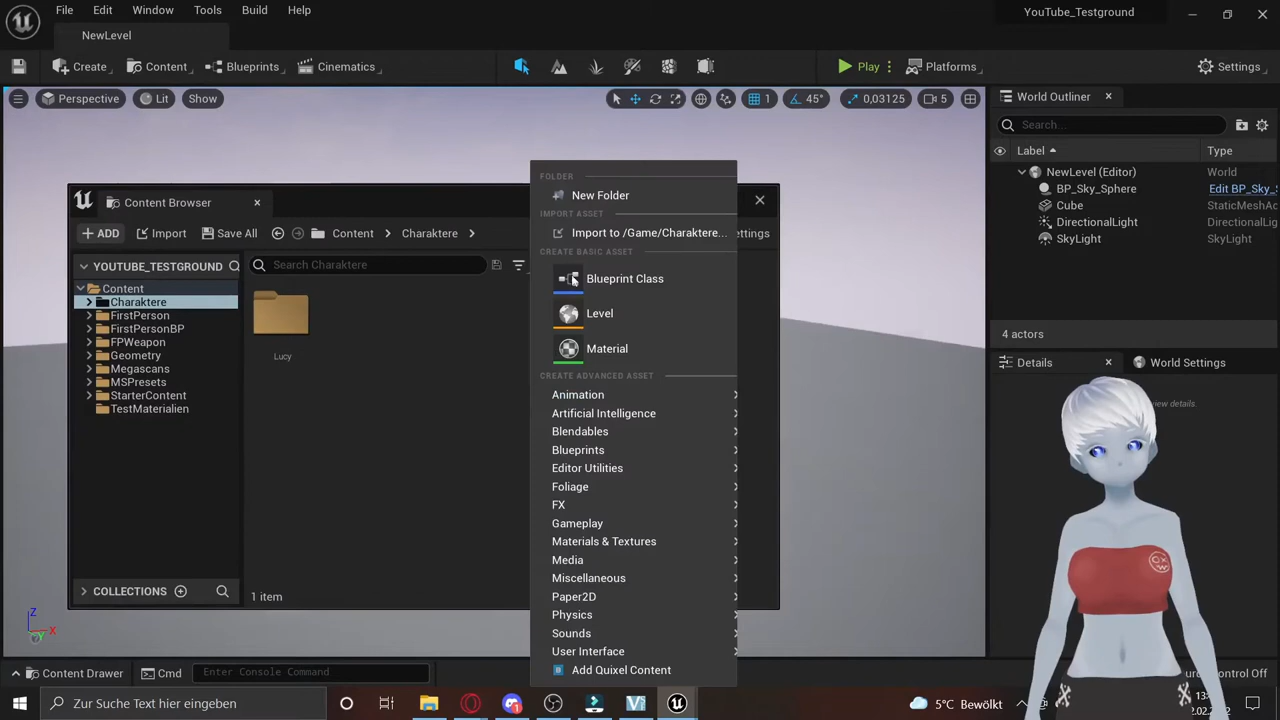 File Edit Window Tools Build Help
YouTube_Testground
NewLevel
Create Content Blueprints Cinematics Play Platforms Settings
Perspective Lit Show 1 45° 0,03125 5
World Outliner
Search...
Label Type
NewLevel (Editor) World
BP_Sky_Sphere Edit BP_Sky_
Cube StaticMeshAc
DirectionalLight DirectionalLi
SkyLight SkyLight
4 actors
Details World Settings
view details.
Content Browser
ADD Import Save All Content Charaktere ettings
YOUTUBE_TESTGROUND
Search Charaktere
Content
Charaktere
FirstPerson
FirstPersonBP
FPWeapon
Geometry
Megascans
MSPresets
StarterContent
TestMaterialien
Lucy
COLLECTIONS
1 item
FOLDER
New Folder
IMPORT ASSET
Import to /Game/Charaktere...
CREATE BASIC ASSET
Blueprint Class
Level
Material
CREATE ADVANCED ASSET
Animation
Artificial Intelligence
Blendables
Blueprints
Editor Utilities
Foliage
FX
Gameplay
Materials & Textures
Media
Miscellaneous
Paper2D
Physics
Sounds
User Interface
Add Quixel Content
Z
X
Y
Content Drawer Cmd Enter Console Command
Control Off
Zur Suche Text hier eingeben
5°C Bewölkt